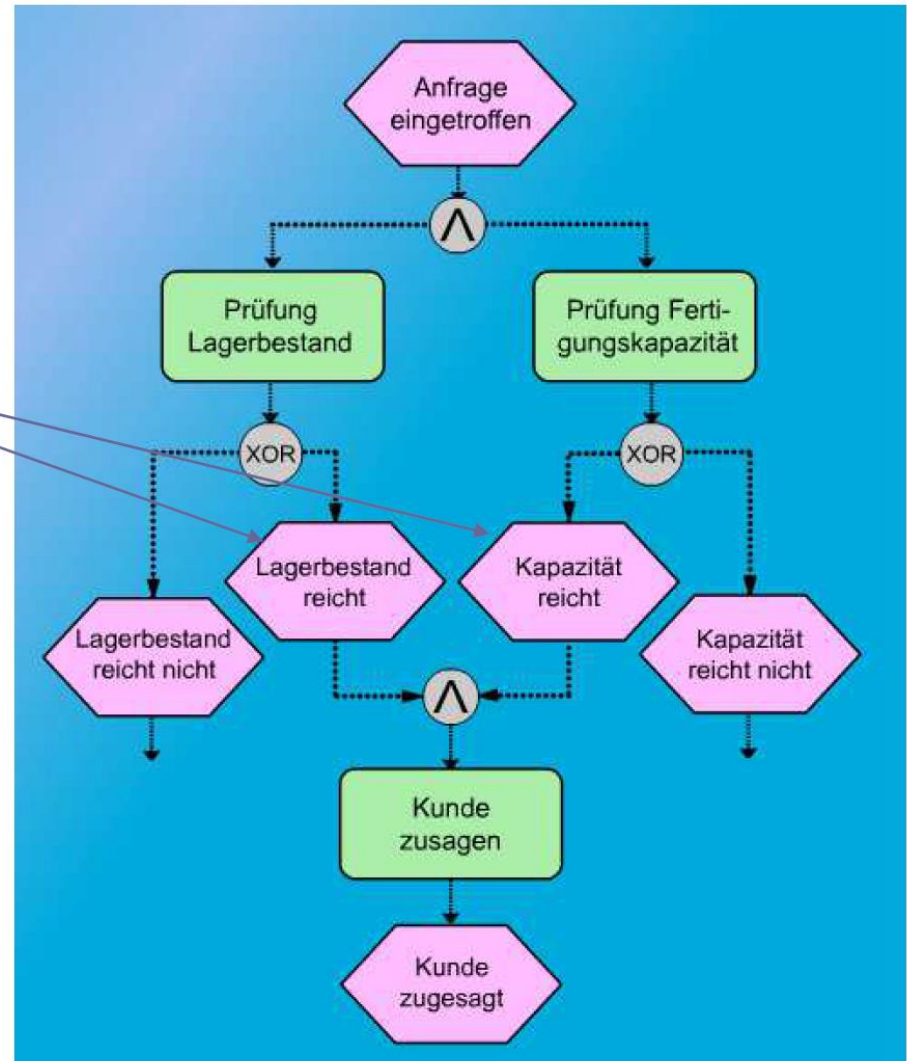 Anfrage
eingetroffen
Λ
Prüfung
Lagerbestand
Prüfung Ferti-
gungskapazität
XOR
XOR
Lagerbestand
reicht
Kapazität
reicht
Lagerbestand
reicht nicht
Kapazität
reicht nicht
Λ
Kunde
zusagen
Kunde
zugesagt